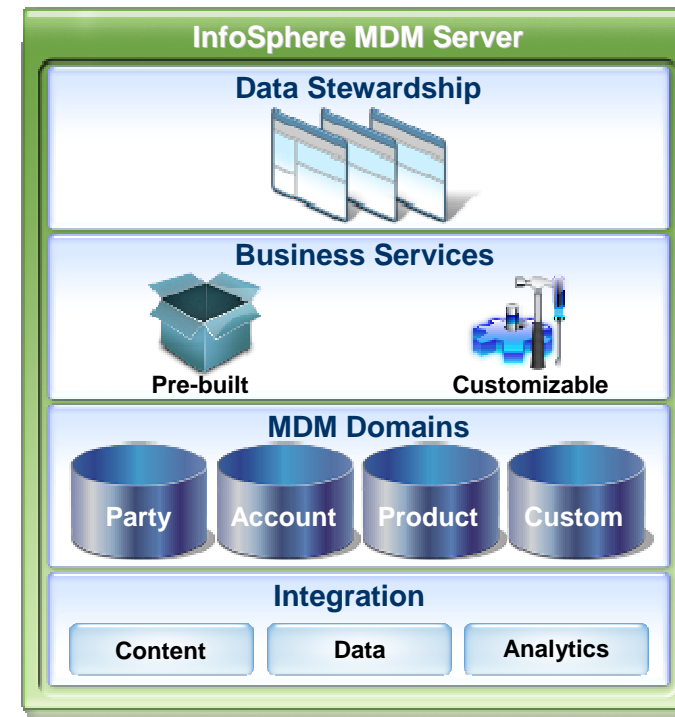 InfoSphere MDM Server
Data Stewardship
Business Services
Pre-built Customizable
MDM Domains
Party Account Product Custom
Integration
Content Data Analytics